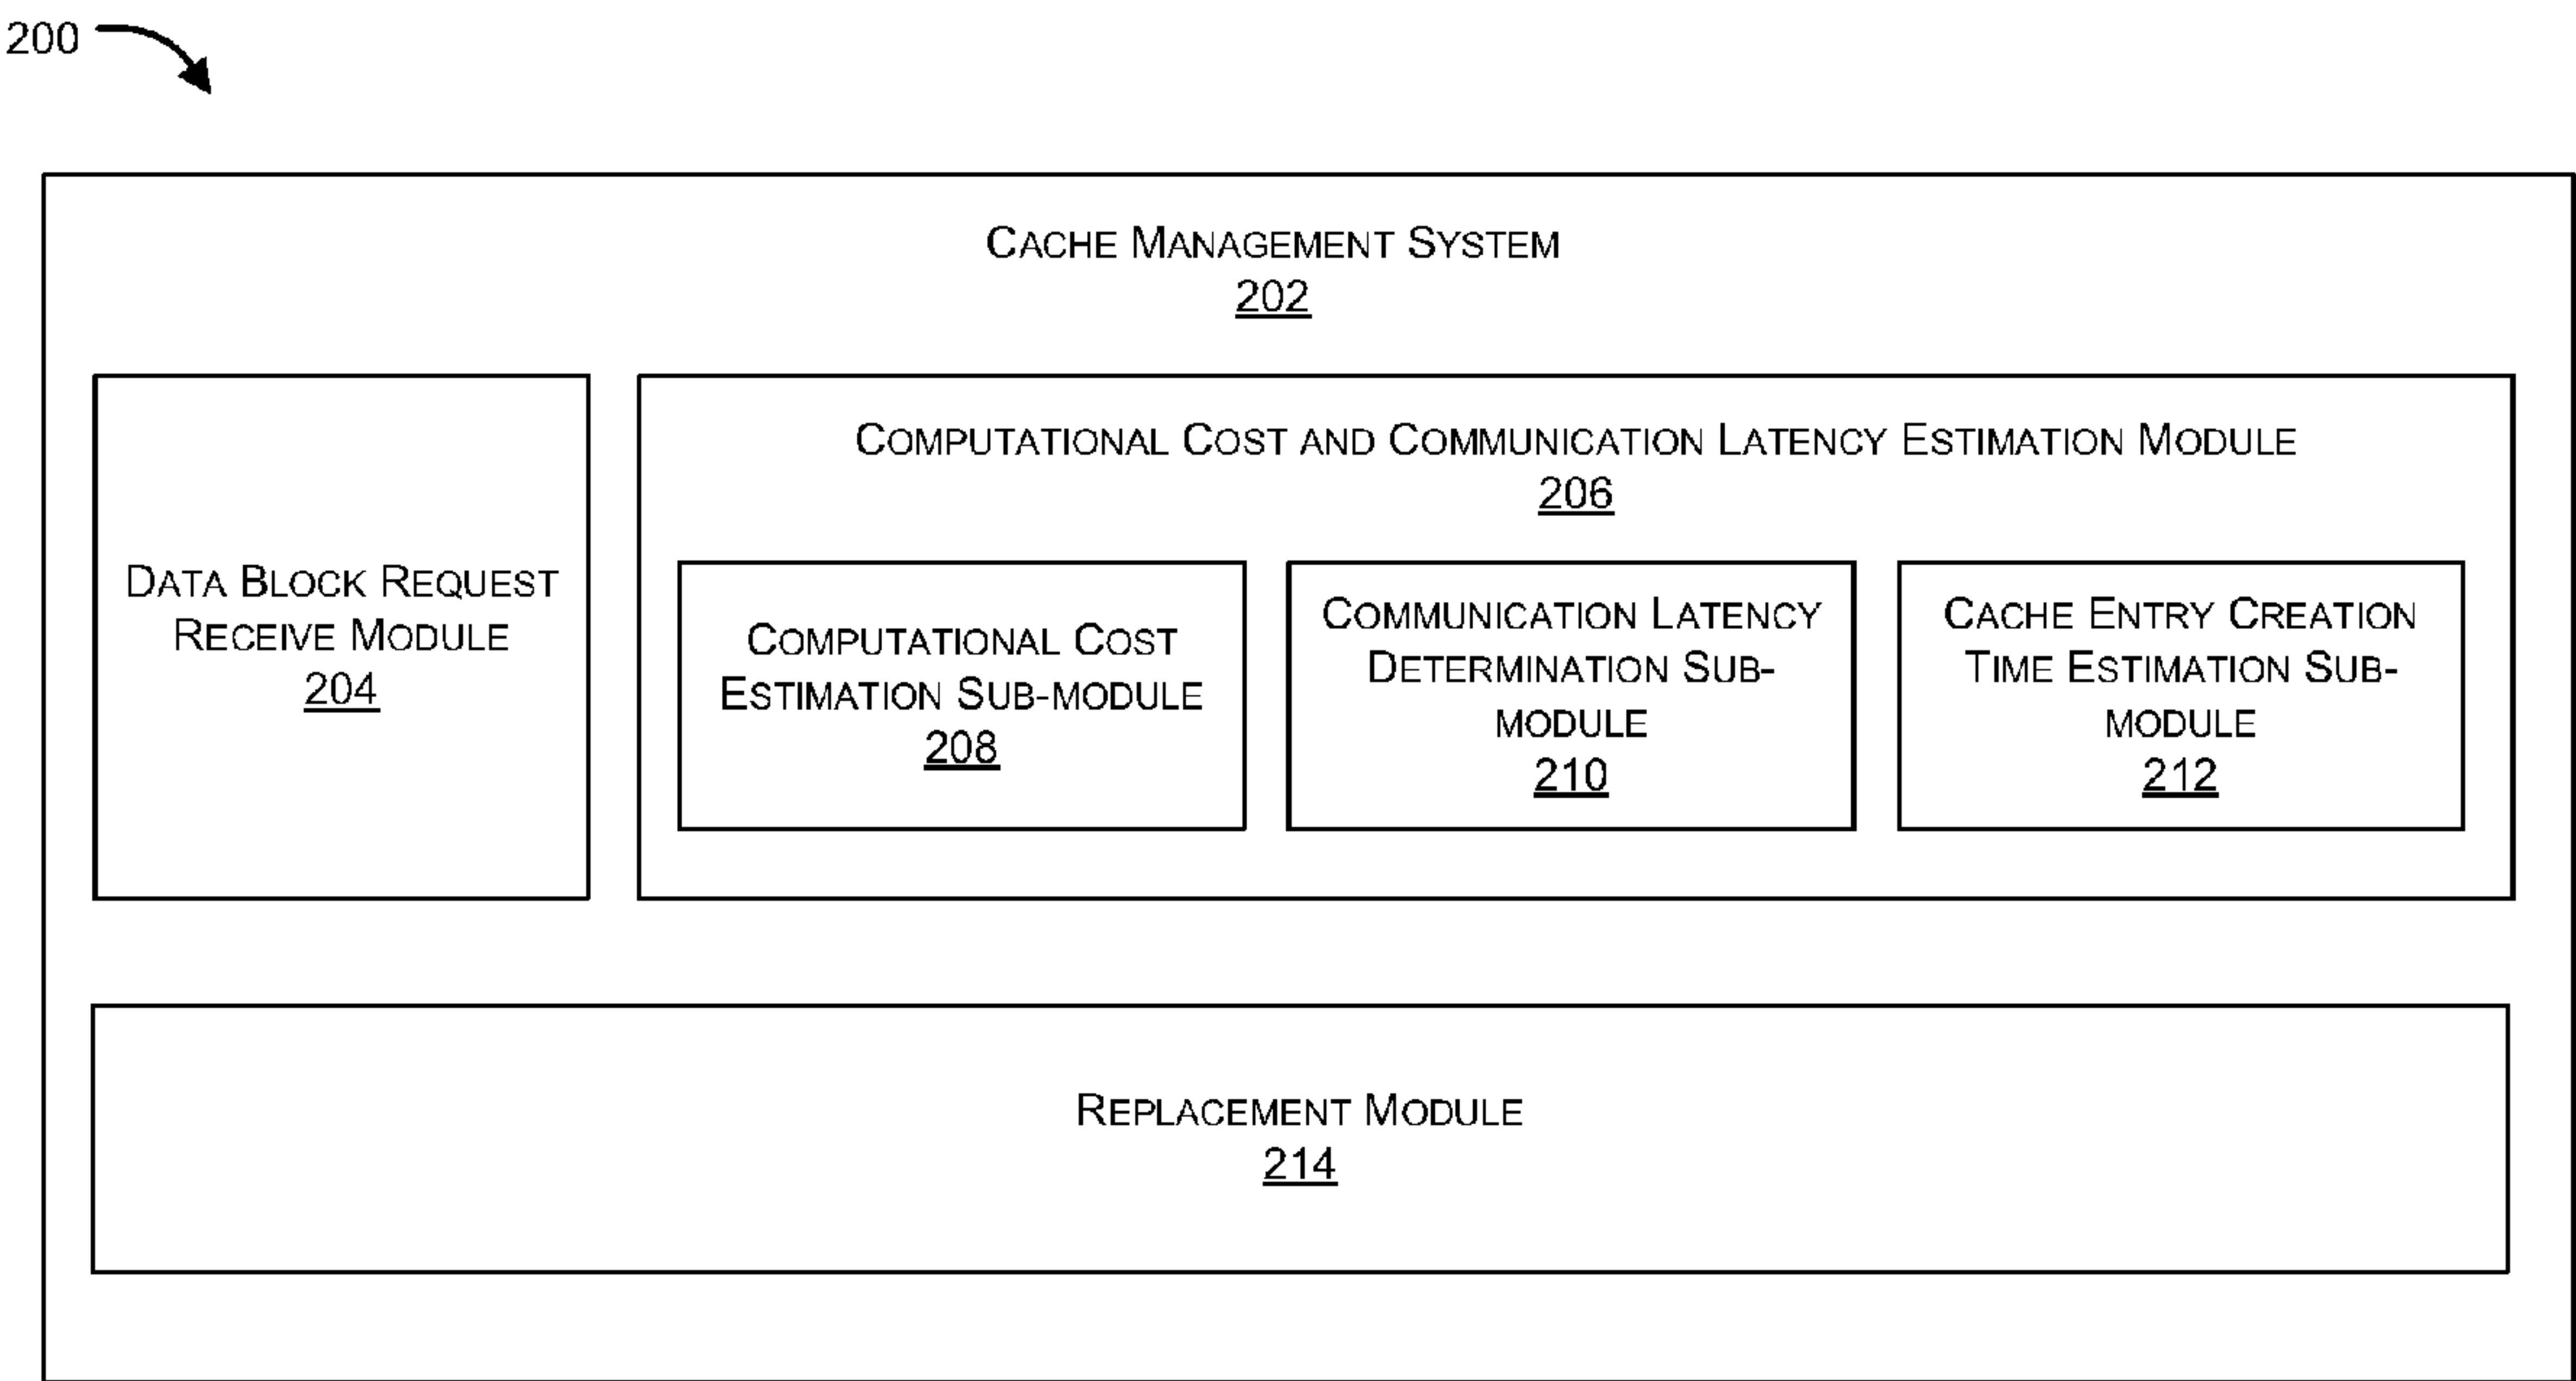 200
CACHE MANAGEMENT SYSTEM
202
DATA BLOCK REQUEST
RECEIVE MODULE
204
COMPUTATIONAL COST AND COMMUNICATION LATENCY ESTIMATION MODULE
206
COMPUTATIONAL COST
ESTIMATION SUB-MODULE
208
COMMUNICATION LATENCY
DETERMINATION SUB-
MODULE
210
CACHE ENTRY CREATION
TIME ESTIMATION SUB-
MODULE
212
REPLACEMENT MODULE
214